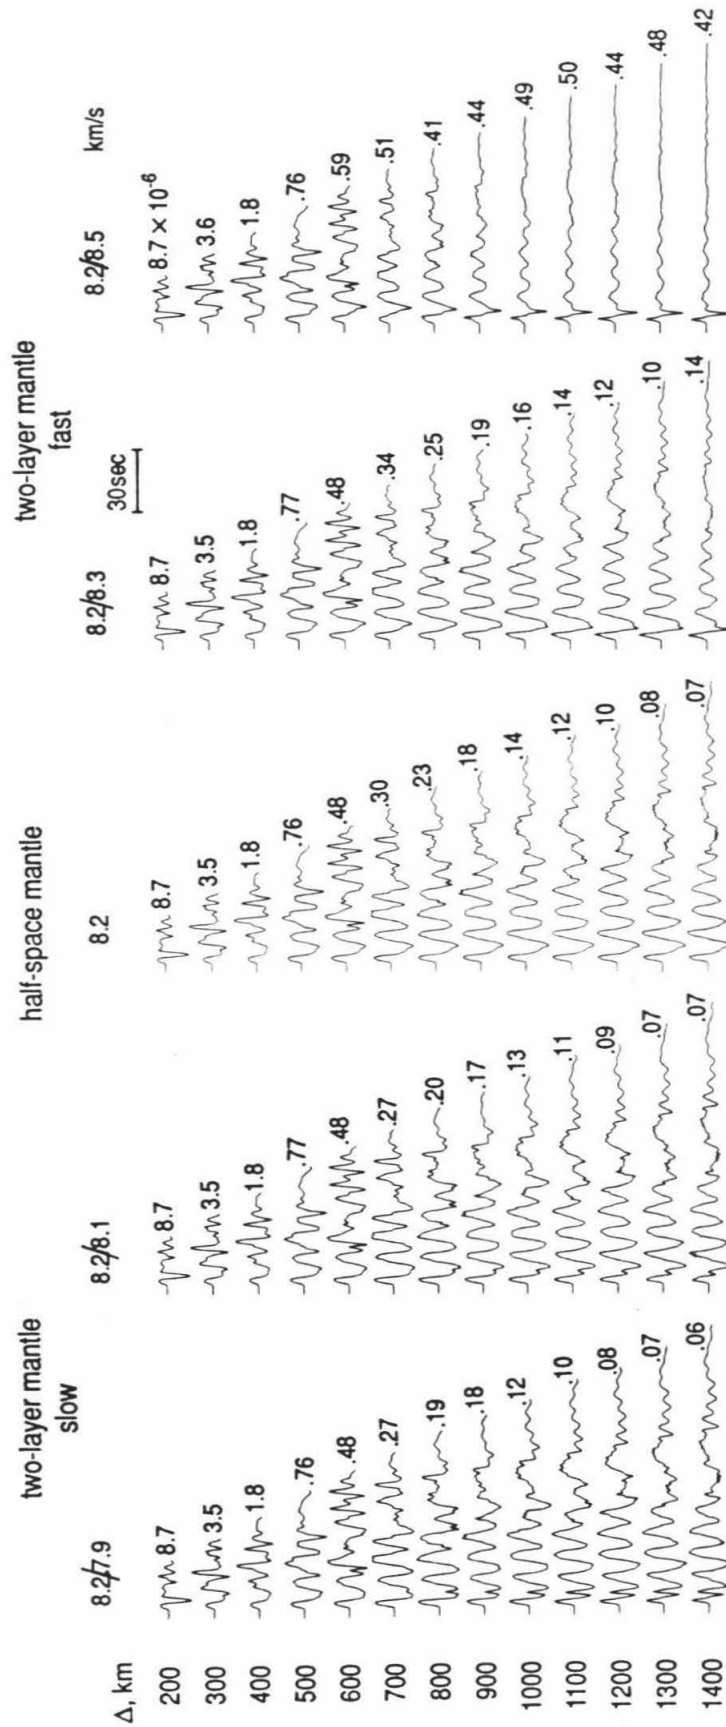 two-layer mantle
slow
half-space mantle
two-layer mantle
fast
8.2/7.9 8.2/8.1 8.2 8.2/8.3 8.2/8.5 km/s
30sec
Δ, km
200 8.7 8.7 8.7 8.7 8.7 × 10⁻⁶
300 3.5 3.5 3.5 3.5 3.6
400 1.8 1.8 1.8 1.8 1.8
500 .76 .77 .76 .77 .76
600 .48 .48 .48 .48 .59
700 .27 .27 .30 .34 .51
800 .19 .20 .23 .25 .41
900 .18 .17 .18 .19 .44
1000 .12 .13 .14 .16 .49
1100 .10 .11 .12 .14 .50
1200 .08 .09 .10 .12 .44
1300 .07 .07 .08 .10 .48
1400 .06 .07 .07 .14 .42